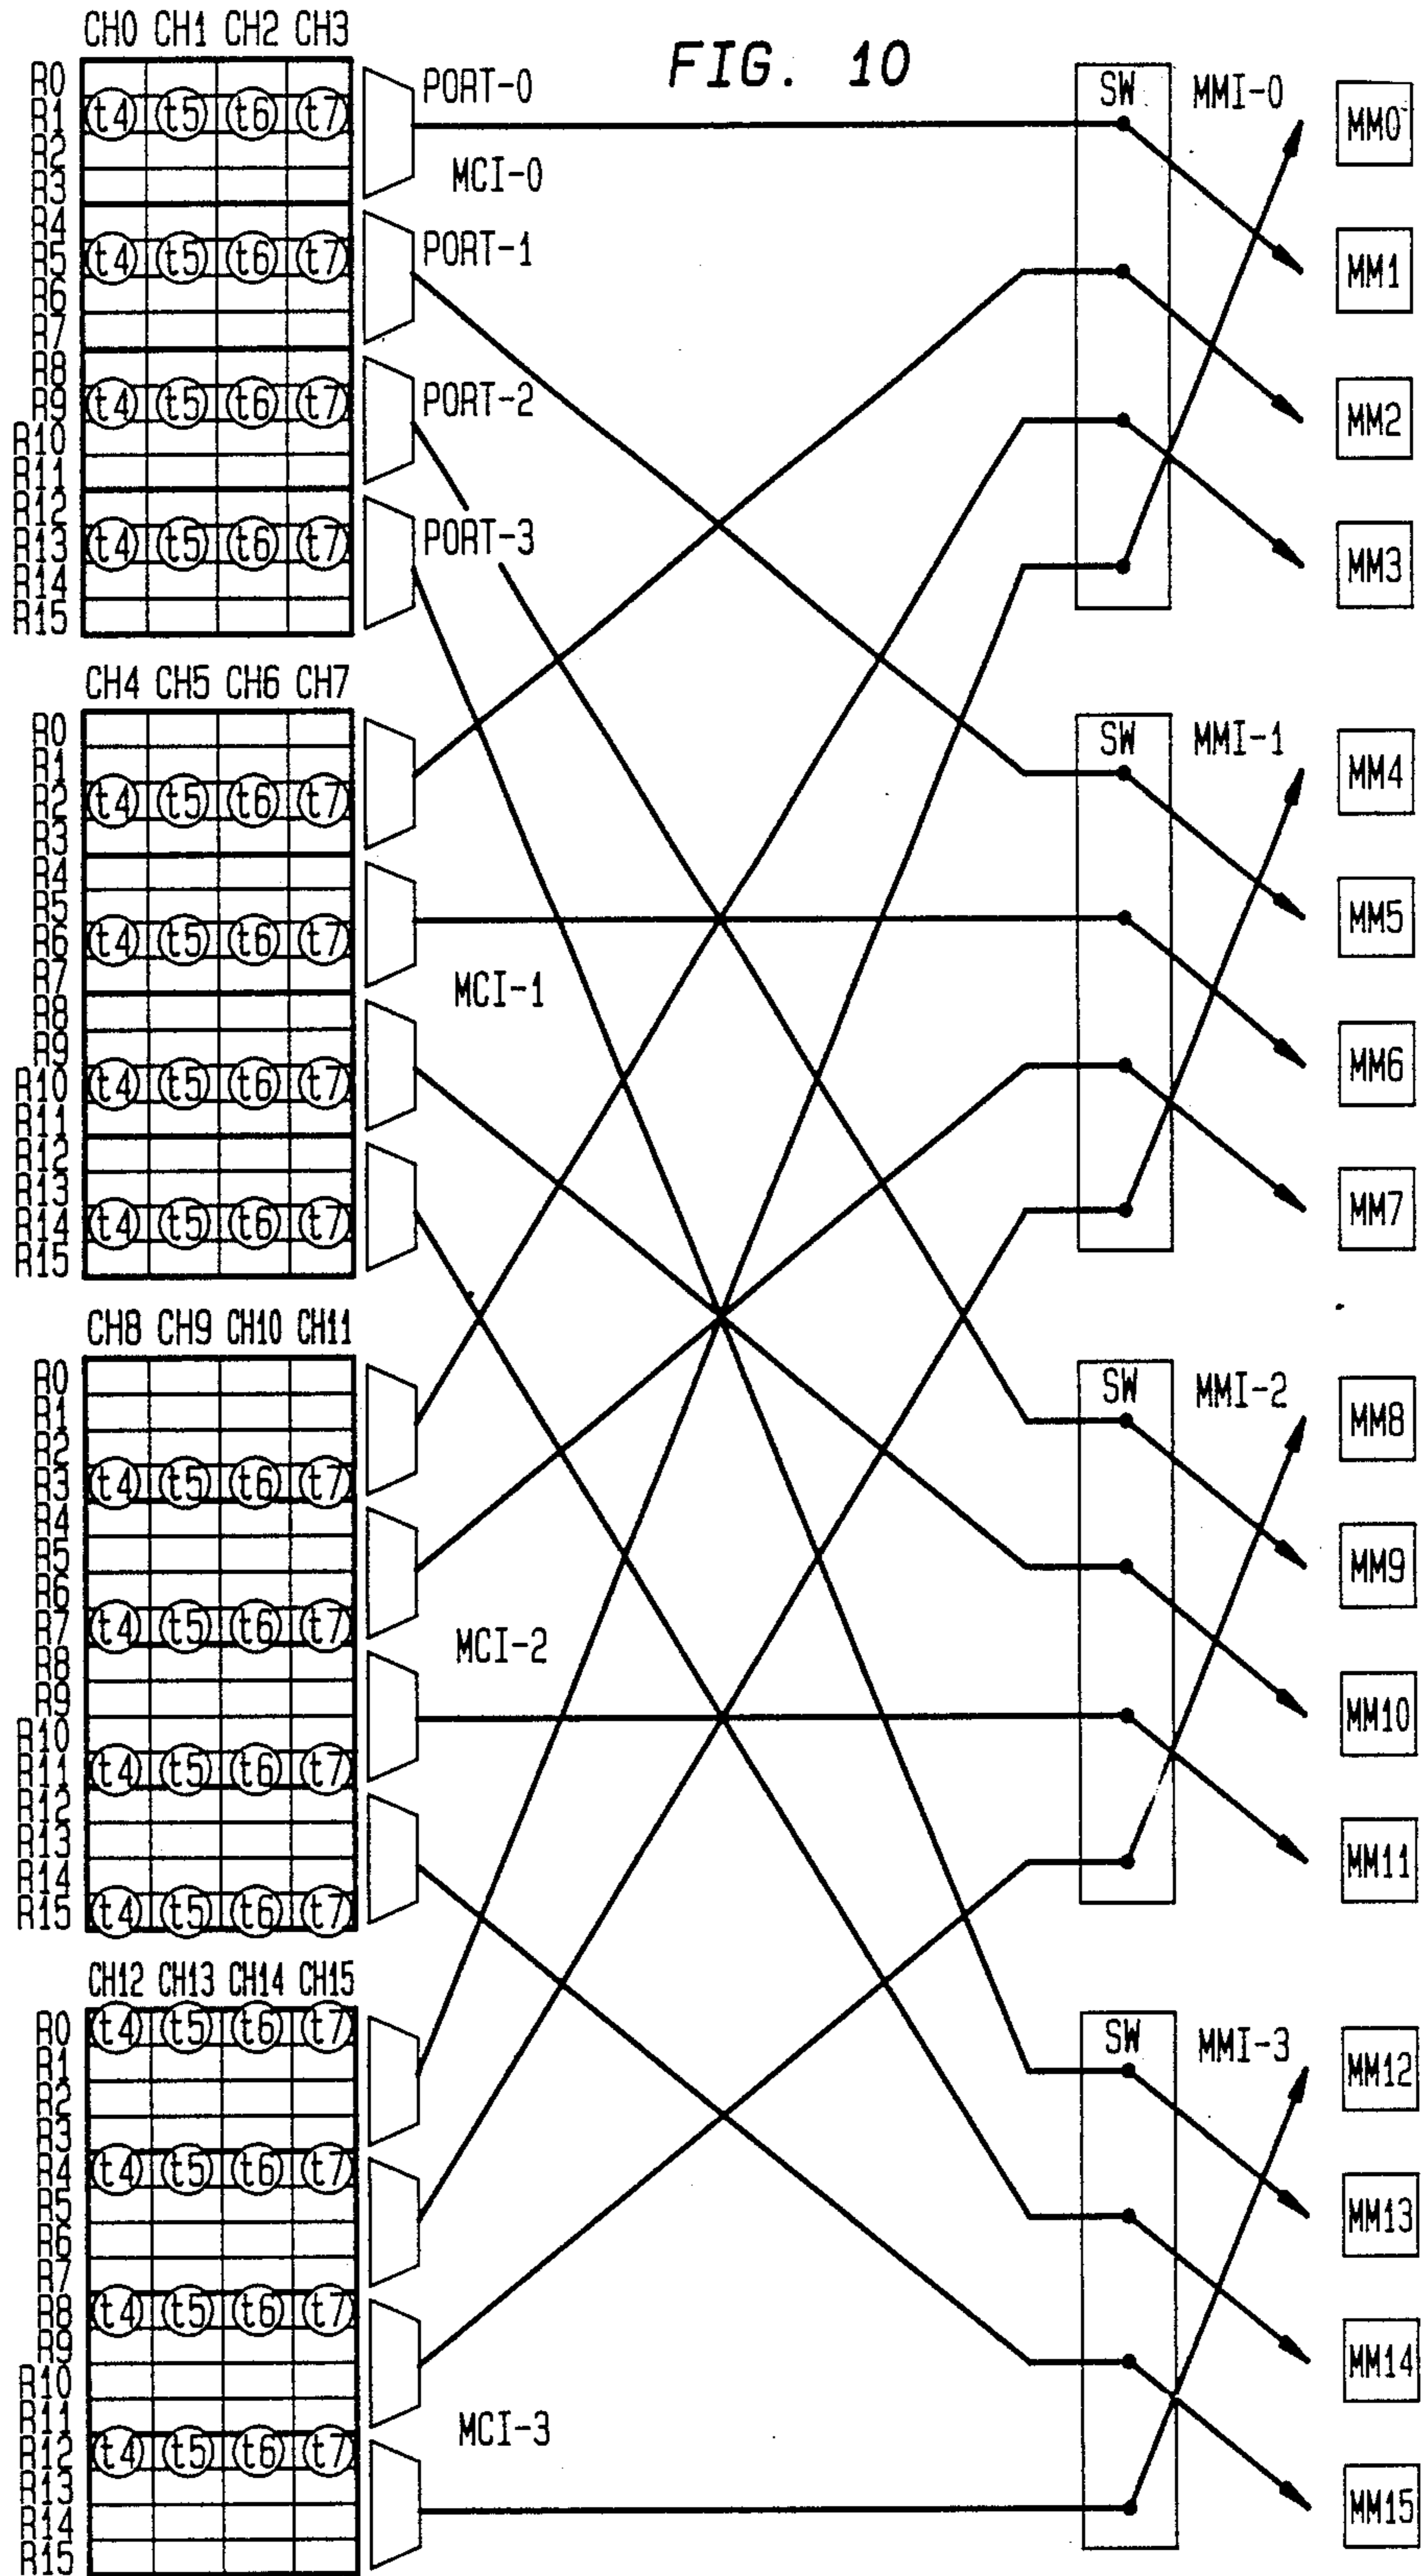 FIG. 10
CH0 CH1 CH2 CH3
R0
R1 t4 t5 t6 t7
R2
R3
R4
R5 t4 t5 t6 t7
R6
R7
R8
R9 t4 t5 t6 t7
R10
R11
R12
R13 t4 t5 t6 t7
R14
R15
PORT-0
MCI-0
PORT-1
PORT-2
PORT-3
SW
MMI-0
MM0
MM1
MM2
MM3
CH4 CH5 CH6 CH7
R0
R1
R2 t4 t5 t6 t7
R3
R4
R5
R6 t4 t5 t6 t7
R7
R8
R9
R10 t4 t5 t6 t7
R11
R12
R13
R14 t4 t5 t6 t7
R15
MCI-1
SW
MMI-1
MM4
MM5
MM6
MM7
CH8 CH9 CH10 CH11
R0
R1
R2
R3 t4 t5 t6 t7
R4
R5
R6
R7 t4 t5 t6 t7
R8
R9
R10
R11 t4 t5 t6 t7
R12
R13
R14
R15 t4 t5 t6 t7
MCI-2
SW
MMI-2
MM8
MM9
MM10
MM11
CH12 CH13 CH14 CH15
R0 t4 t5 t6 t7
R1
R2
R3
R4 t4 t5 t6 t7
R5
R6
R7
R8 t4 t5 t6 t7
R9
R10
R11
R12 t4 t5 t6 t7
R13
R14
R15
MCI-3
SW
MMI-3
MM12
MM13
MM14
MM15